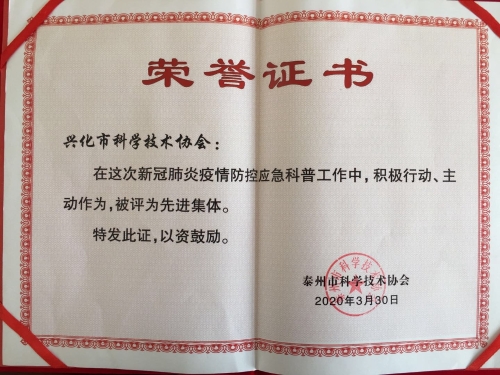 荣誉证书
兴化市科学技术协会：
在这次新冠肺炎疫情防控应急科普工作中，积极行动、主
动作为，被评为先进集体。
特发此证，以资鼓励。
泰州市科学技术协会
2020年3月30日